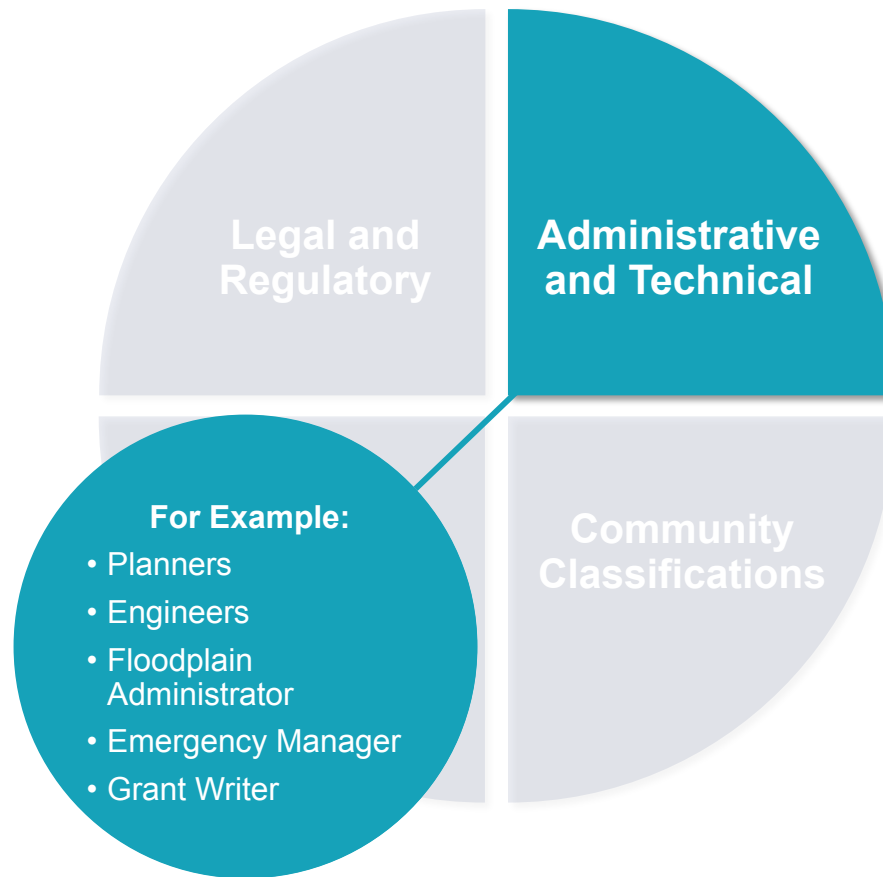 Legal and
Regulatory
Administrative
and Technical
For Example:
• Planners
• Engineers
• Floodplain
Administrator
• Emergency Manager
• Grant Writer
Community
Classifications